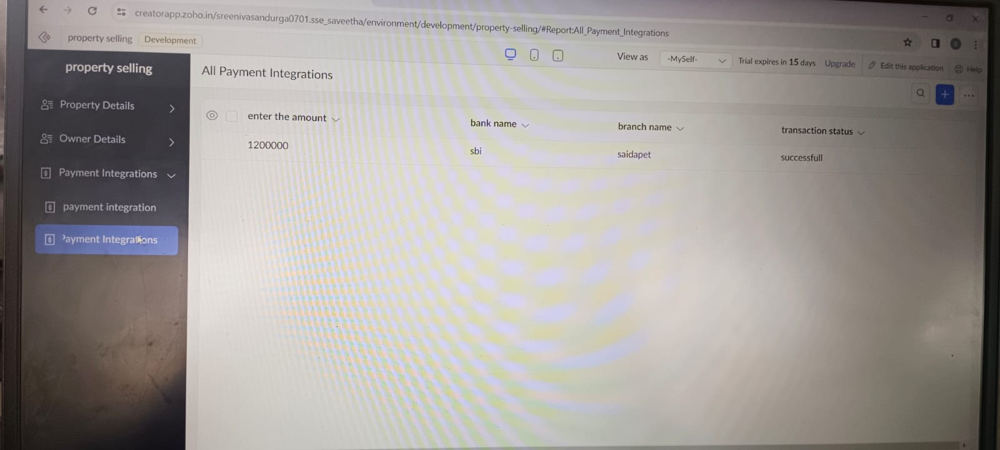 creatorapp.zoho.in/sreenivasandurga0701.sse_saveetha/environment/development/property-selling/#Report:All_Payment_Integrations
property selling Development
View as -MySelf- Trial expires in 15 days Upgrade Edit this application Help
property selling
Property Details
Owner Details
Payment Integrations
payment integration
Payment Integrations
All Payment Integrations
enter the amount bank name branch name transaction status
1200000 sbi saidapet successfull